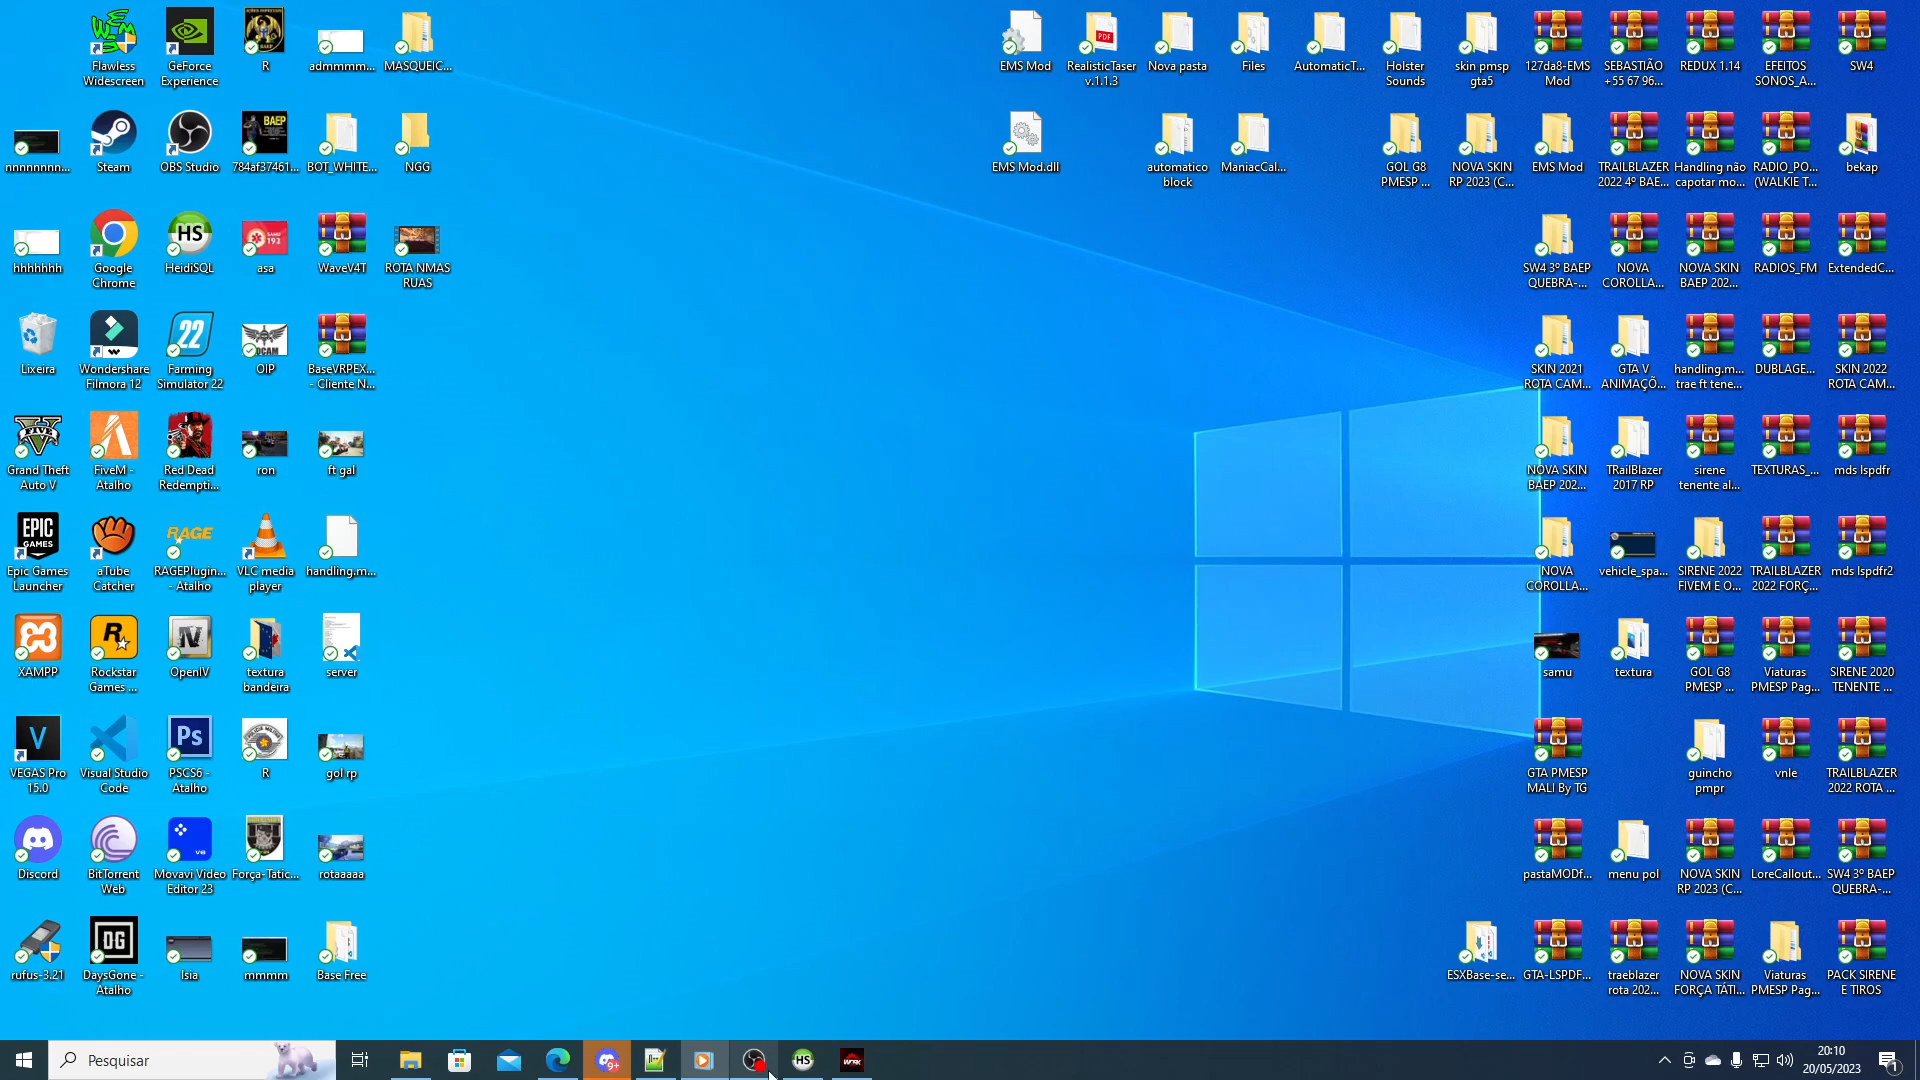 Flawless
Widescreen
GeForce
Experience
R
admmmm...
MASQUEIC...
EMS Mod
RealisticTaser
v.1.1.3
Nova pasta
Files
AutomaticT...
Holster
Sounds
skin pmsp
gta5
127da8-EMS
Mod
SEBASTIÃO
+55 67 96...
REDUX 1.14
EFEITOS
SONOS_A...
SW4
nnnnnnnn...
Steam
OBS Studio
784af37461...
BOT_WHITE...
NGG
EMS Mod.dll
automatico
block
ManiacCal...
GOL G8
PMESP ...
NOVA SKIN
RP 2023 (C...
EMS Mod
TRAILBLAZER
2022 4º BAE...
Handling não
capotar mo...
RADIO_PO...
(WALKIE T...
bekap
hhhhhhh
Google
Chrome
HeidiSQL
asa
WaveV4T
ROTA NMAS
RUAS
SW4 3º BAEP
QUEBRA-...
NOVA
COROLLA...
NOVA SKIN
BAEP 202...
RADIOS_FM
ExtendedC...
Lixeira
Wondershare
Filmora 12
Farming
Simulator 22
OIP
BaseVRPEX...
- Cliente N...
SKIN 2021
ROTA CAM...
GTA V
ANIMAÇÕ...
handling.m...
trae ft tene...
DUBLAGE...
SKIN 2022
ROTA CAM...
Grand Theft
Auto V
FiveM -
Atalho
Red Dead
Redempti...
ron
ft gal
NOVA SKIN
BAEP 202...
TRailBlazer
2017 RP
sirene
tenente al...
TEXTURAS_...
mds lspdfr
Epic Games
Launcher
aTube
Catcher
RAGEPlugin...
- Atalho
VLC media
player
handling.m...
NOVA
COROLLA...
vehicle_spa...
SIRENE 2022
FIVEM E O...
TRAILBLAZER
2022 FORÇ...
mds lspdfr2
XAMPP
Rockstar
Games ...
OpenIV
textura
bandeira
server
samu
textura
GOL G8
PMESP ...
Viaturas
PMESP Pag...
SIRENE 2020
TENENTE ...
VEGAS Pro
15.0
Visual Studio
Code
PSCS6 -
Atalho
R
gol rp
GTA PMESP
MALI By TG
guincho
pmpr
vnle
TRAILBLAZER
2022 ROTA ...
Discord
BitTorrent
Web
Movavi Video
Editor 23
Força-Tatic...
rotaaaaa
pastaMODf...
menu pol
NOVA SKIN
RP 2023 (C...
LoreCallout...
SW4 3º BAEP
QUEBRA-...
rufus-3.21
DaysGone -
Atalho
lsia
mmmm
Base Free
ESXBase-se...
GTA-LSPDF...
traeblazer
rota 202...
NOVA SKIN
FORÇA TÁTI...
Viaturas
PMESP Pag...
PACK SIRENE
E TIROS
Pesquisar
20:10
20/05/2023